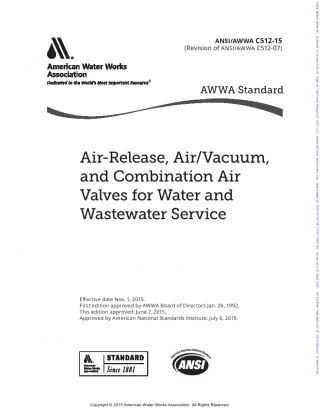 ANSI/AWWA C512-15
(Revision of ANSI/AWWA C512-07)
American Water Works
Association
Dedicated to the World's Most Important Resource®
AWWA Standard
Air-Release, Air/Vacuum,
and Combination Air
Valves for Water and
Wastewater Service
Effective date Nov. 1, 2015.
First edition approved by AWWA Board of Directors Jan. 26, 1992.
This edition approved: June 7, 2015.
Approved by American National Standards Institute: July 6, 2015.
American Water Works
Association
STANDARD
Since 1881
ANSI
Copyright © 2015 American Water Works Association. All Rights Reserved.